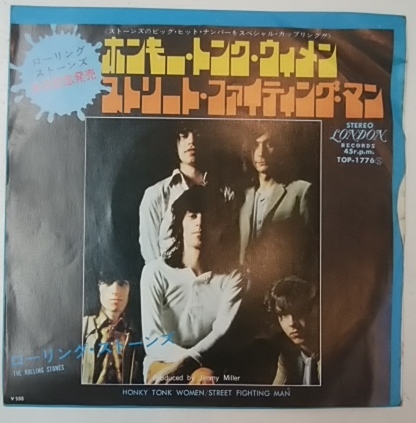 (ストーンズのビッグ・ヒット・ナンバーをスペシャル・カップリング!!)
ローリング
ストーンズ
発売
ホンキー・トンク・ウィメン
ストリート・ファイティング・マン
STEREO
LONDON
RECORDS
45r.p.m.
TOP-1776
ローリング・ストーンズ
THE ROLLING STONES
Produced by Jimmy Miller
HONKY TONK WOMEN/STREET FIGHTING MAN
¥500